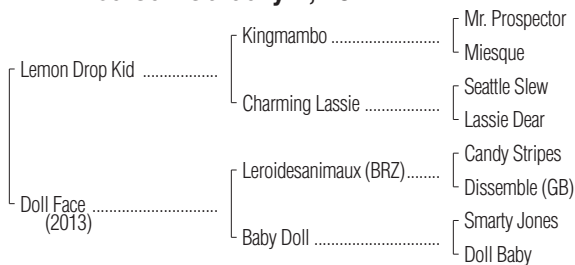 Kingmambo ..........................
Mr. Prospector
Miesque
Lemon Drop Kid ..................
Charming Lassie ..................
Seattle Slew
Lassie Dear
Leroidesanimaux (BRZ)........
Candy Stripes
Dissemble (GB)
Doll Face ..............................
(2013)
Baby Doll ..............................
Smarty Jones
Doll Baby